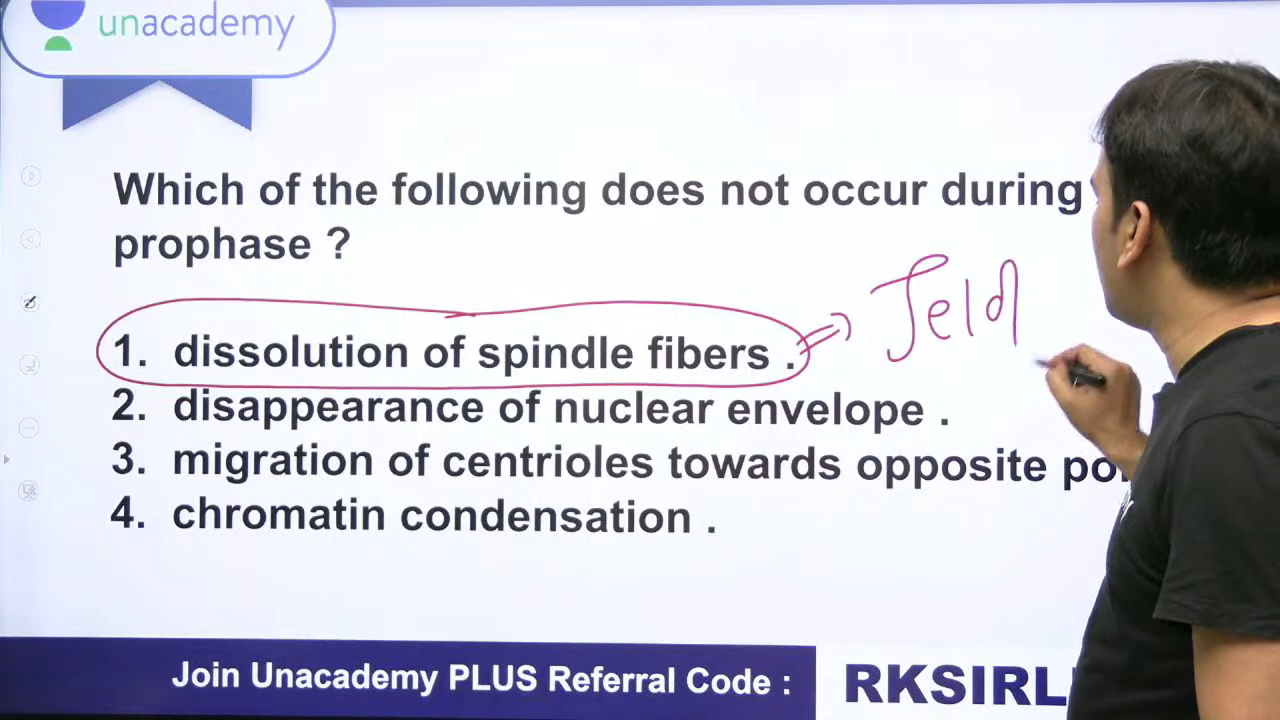 unacademy
Which of the following does not occur during
prophase ?
1. dissolution of spindle fibers .
2. disappearance of nuclear envelope .
3. migration of centrioles towards opposite
4. chromatin condensation .
Join Unacademy PLUS Referral Code :